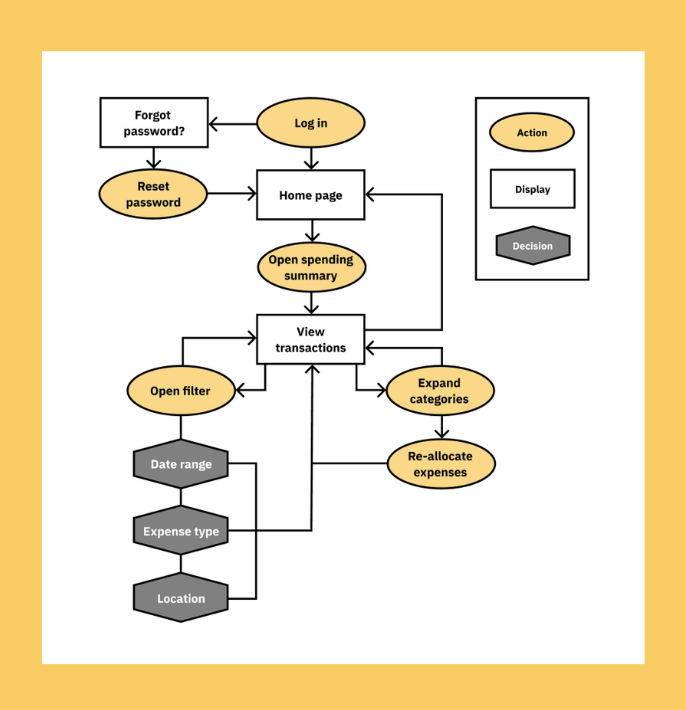 Forgot
password?
Log in
Reset
password
Home page
Open spending
summary
View
transactions
Open filter
Expand
categories
Date range
Re-allocate
expenses
Expense type
Location
Action
Display
Decision